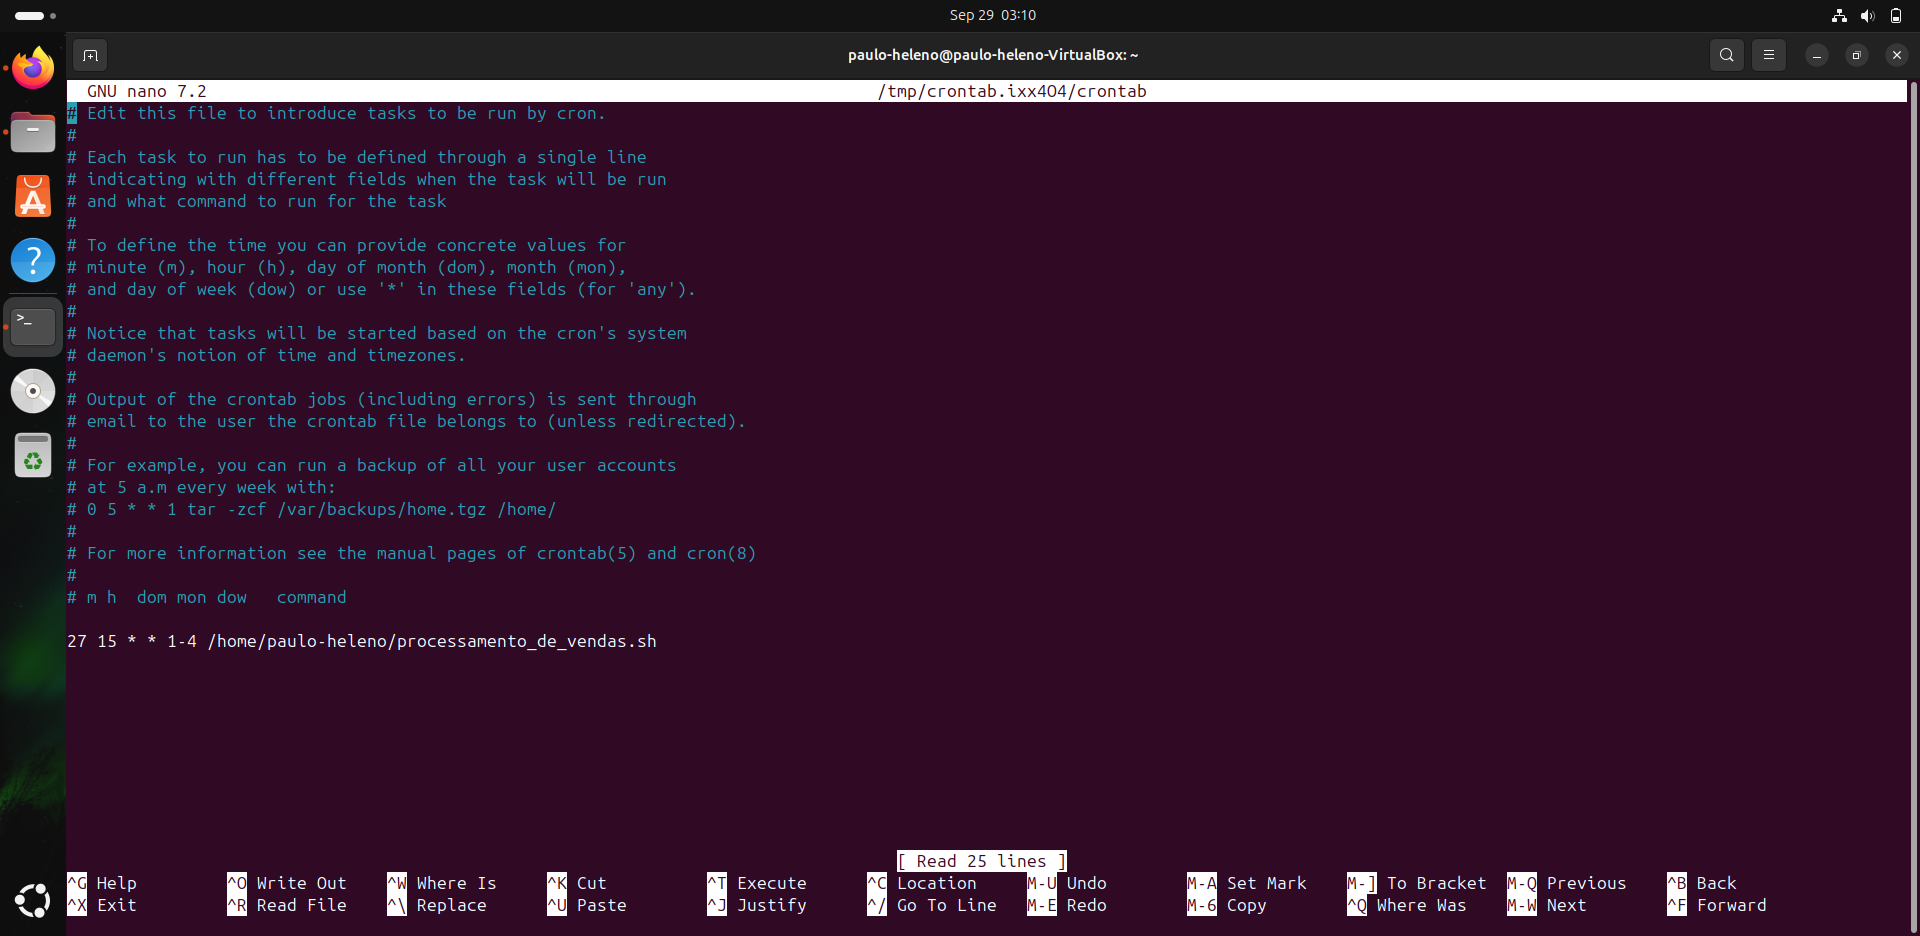 Sep 29 03:10
paulo-heleno@paulo-heleno-VirtualBox: ~
GNU nano 7.2 /tmp/crontab.ixx4O4/crontab
# Edit this file to introduce tasks to be run by cron.
#
# Each task to run has to be defined through a single line
# indicating with different fields when the task will be run
# and what command to run for the task
#
# To define the time you can provide concrete values for
# minute (m), hour (h), day of month (dom), month (mon),
# and day of week (dow) or use '*' in these fields (for 'any').
#
# Notice that tasks will be started based on the cron's system
# daemon's notion of time and timezones.
#
# Output of the crontab jobs (including errors) is sent through
# email to the user the crontab file belongs to (unless redirected).
#
# For example, you can run a backup of all your user accounts
# at 5 a.m every week with:
# 0 5 * * 1 tar -zcf /var/backups/home.tgz /home/
#
# For more information see the manual pages of crontab(5) and cron(8)
#
# m h  dom mon dow   command
27 15 * * 1-4 /home/paulo-heleno/processamento_de_vendas.sh
[ Read 25 lines ]
^G Help ^O Write Out ^W Where Is ^K Cut ^T Execute ^C Location M-U Undo M-A Set Mark M-] To Bracket M-Q Previous ^B Back
^X Exit ^R Read File ^\ Replace ^U Paste ^J Justify ^/ Go To Line M-E Redo M-6 Copy ^Q Where Was M-W Next ^F Forward